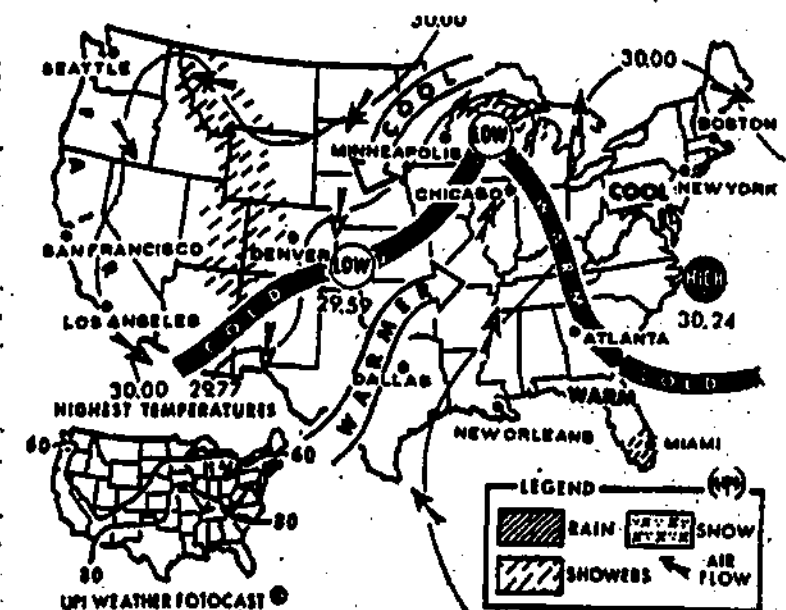 30.00
30.00
SEATTLE
COOL
LOW
BOSTON
MINNEAPOLIS
CHICAGO
COOL
NEW YORK
WARM
SAN FRANCISCO
DENVER
LOW
29.59
HIGH
30.24
COLD
WARMER
LOS ANGELES
ATLANTA
30.00
29.77
DALLAS
COLD
HIGHEST TEMPERATURES
WARM
NEW ORLEANS
MIAMI
60
60
80
80
LEGEND
UPI
RAIN
SNOW
SHOWERS
AIR
FLOW
UPI WEATHER FOTOCAST ©